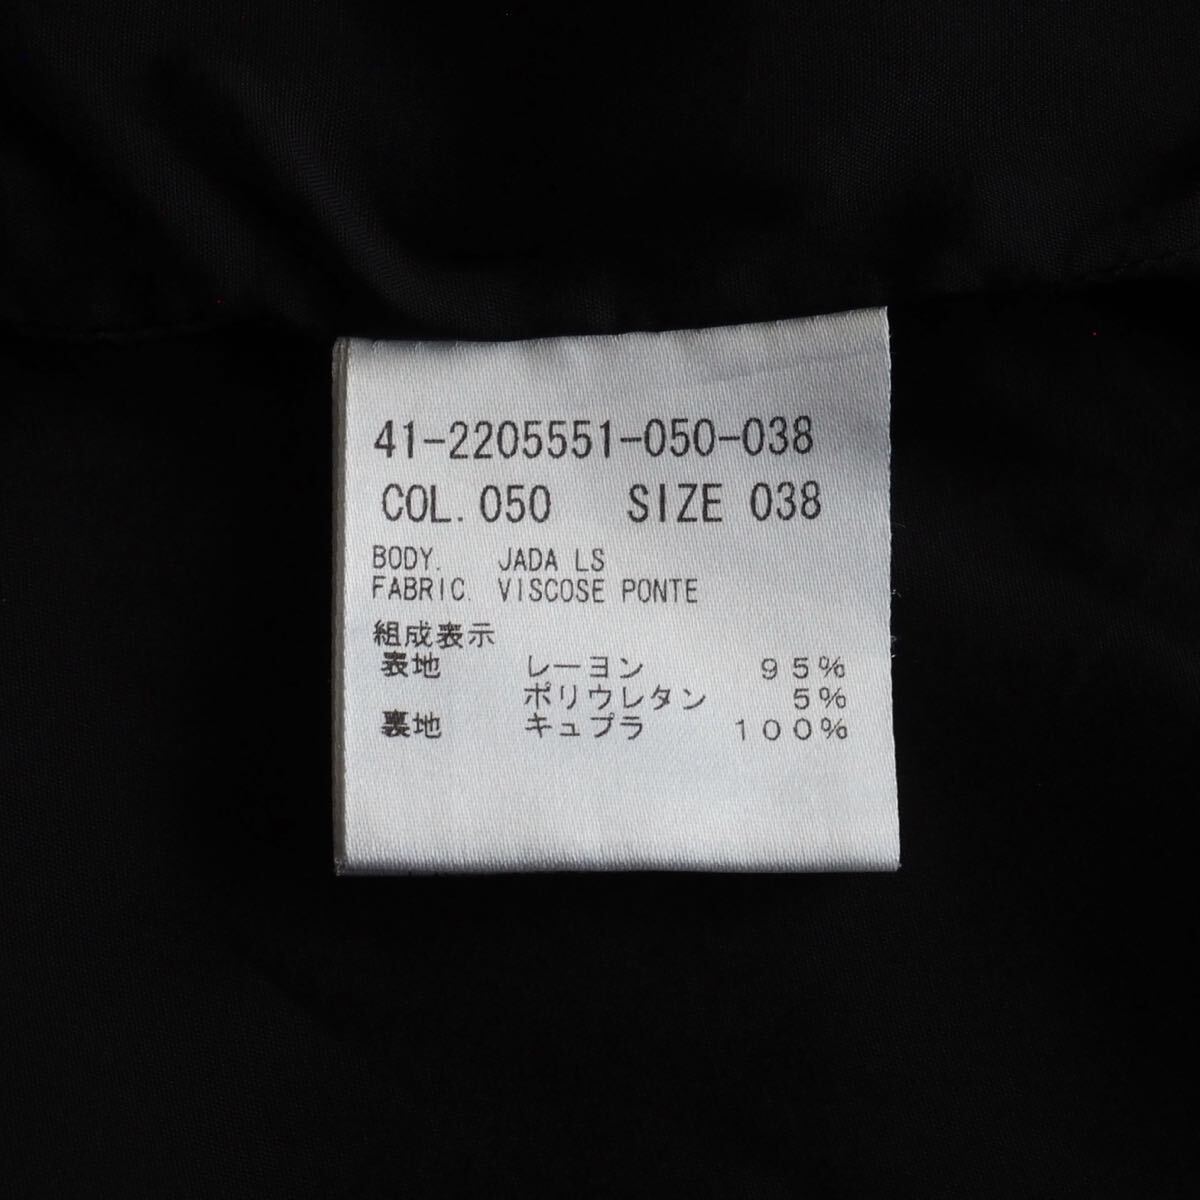 41-2205551-050-038
COL. 050 SIZE 038
BODY. JADA LS
FABRIC. VISCOSE PONTE
組成表示
表地 レーヨン 95%
ポリウレタン 5%
裏地 キュプラ 100%